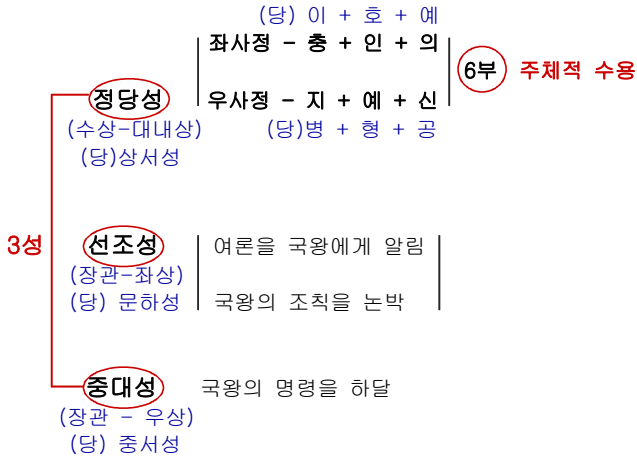 (당) 이 + 호 + 예
좌사정 - 충 + 인 + 의
6부 주체적 수용
정당성
우사정 - 지 + 예 + 신
(수상-대내상)
(당)병 + 형 + 공
(당)상서성
3성
선조성
여론을 국왕에게 알림
(장관-좌상)
(당) 문하성
국왕의 조칙을 논박
중대성
국왕의 명령을 하달
(장관 - 우상)
(당) 중서성